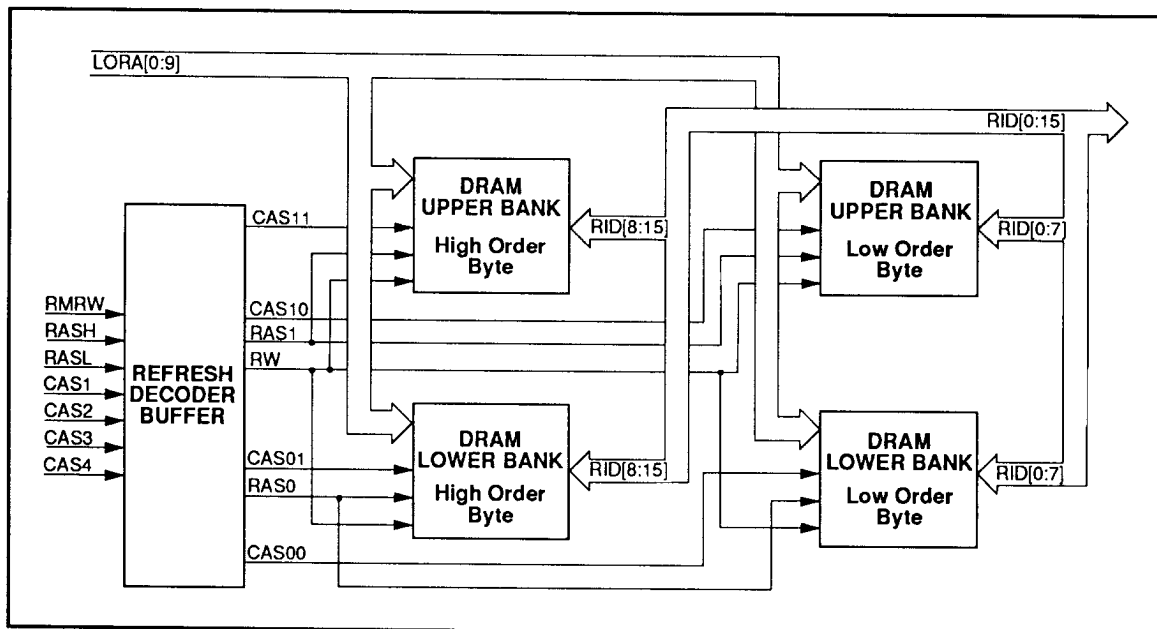 LORA[0:9]
RID[0:15]
DRAM
UPPER BANK
High Order
Byte
RID[8:15]
DRAM
UPPER BANK
Low Order
Byte
RID[0:7]
CAS11
CAS10
RAS1
RW
RMRW
RASH
RASL
CAS1
CAS2
CAS3
CAS4
REFRESH
DECODER
BUFFER
CAS01
RAS0
CAS00
DRAM
LOWER BANK
High Order
Byte
RID[8:15]
DRAM
LOWER BANK
Low Order
Byte
RID[0:7]